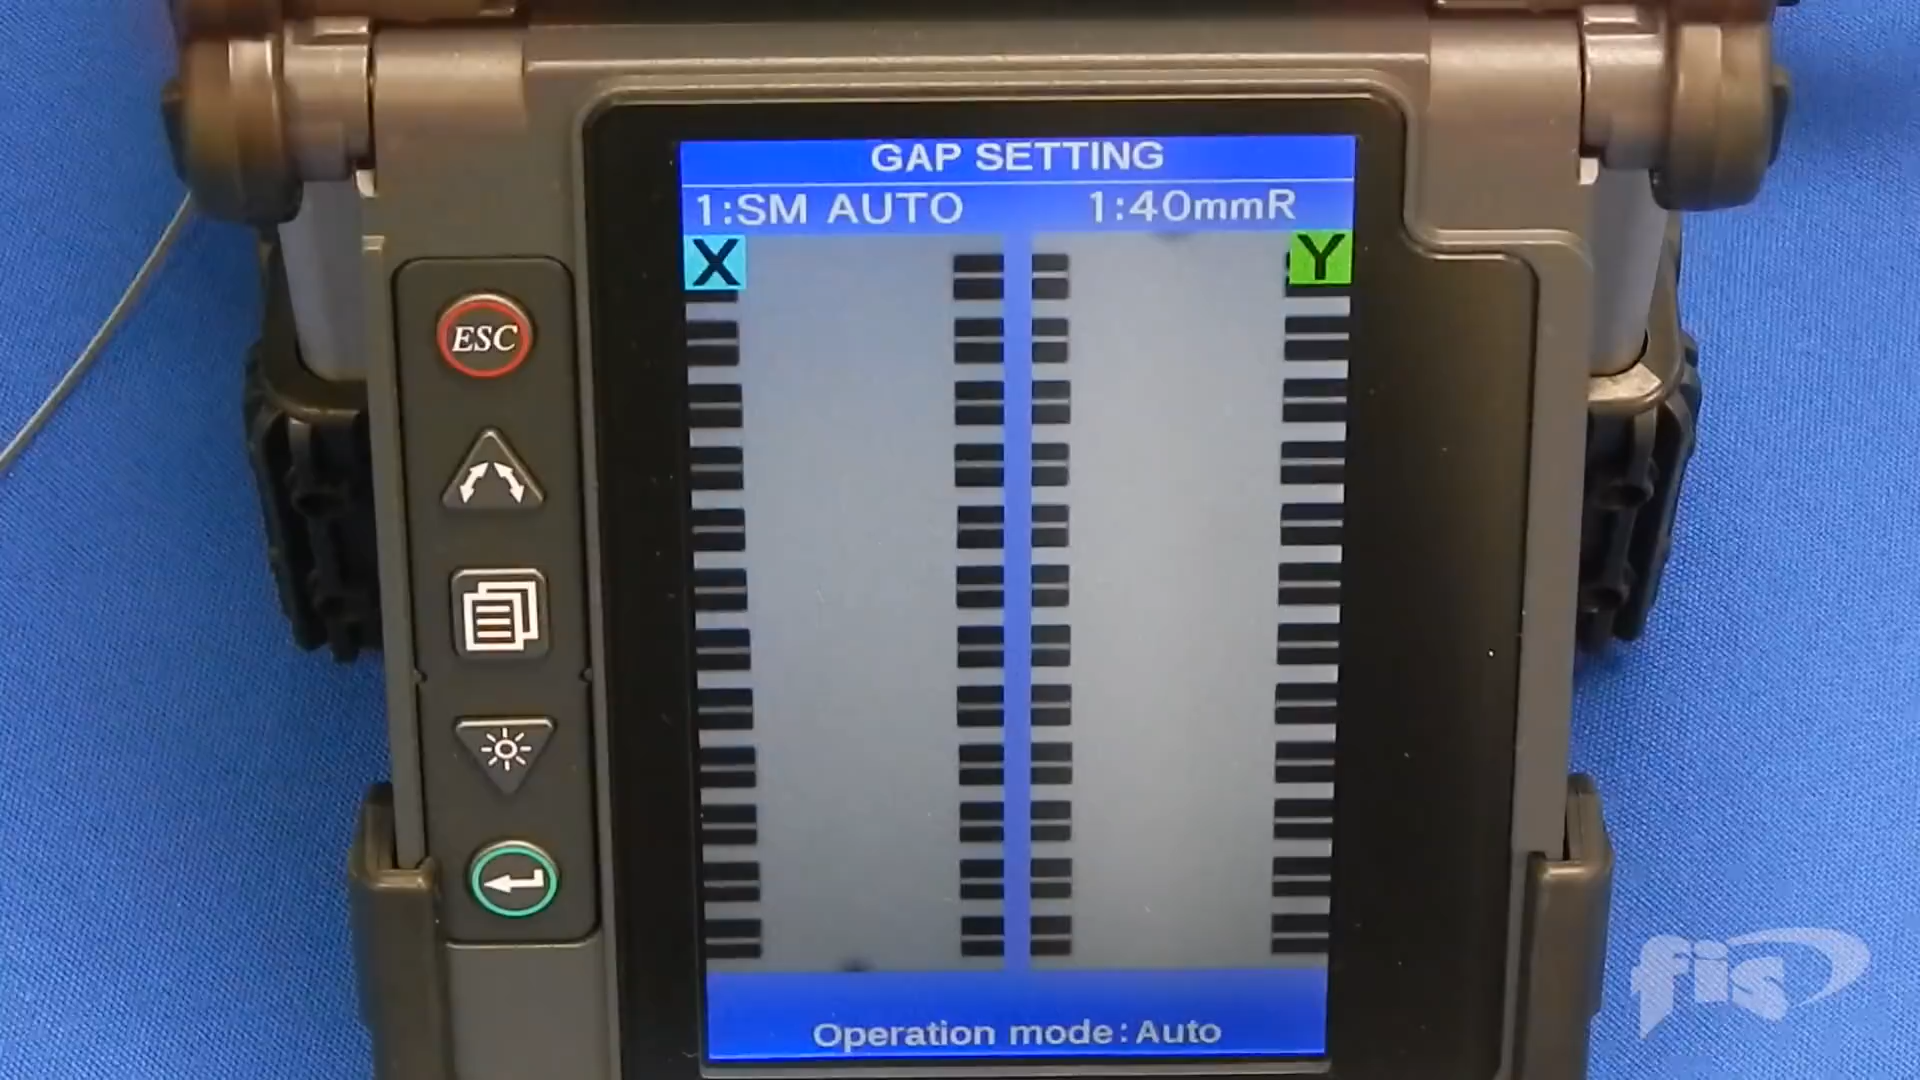 GAP SETTING
1:SM AUTO 1:40mmR
X Y
ESC
Operation mode:Auto
fis